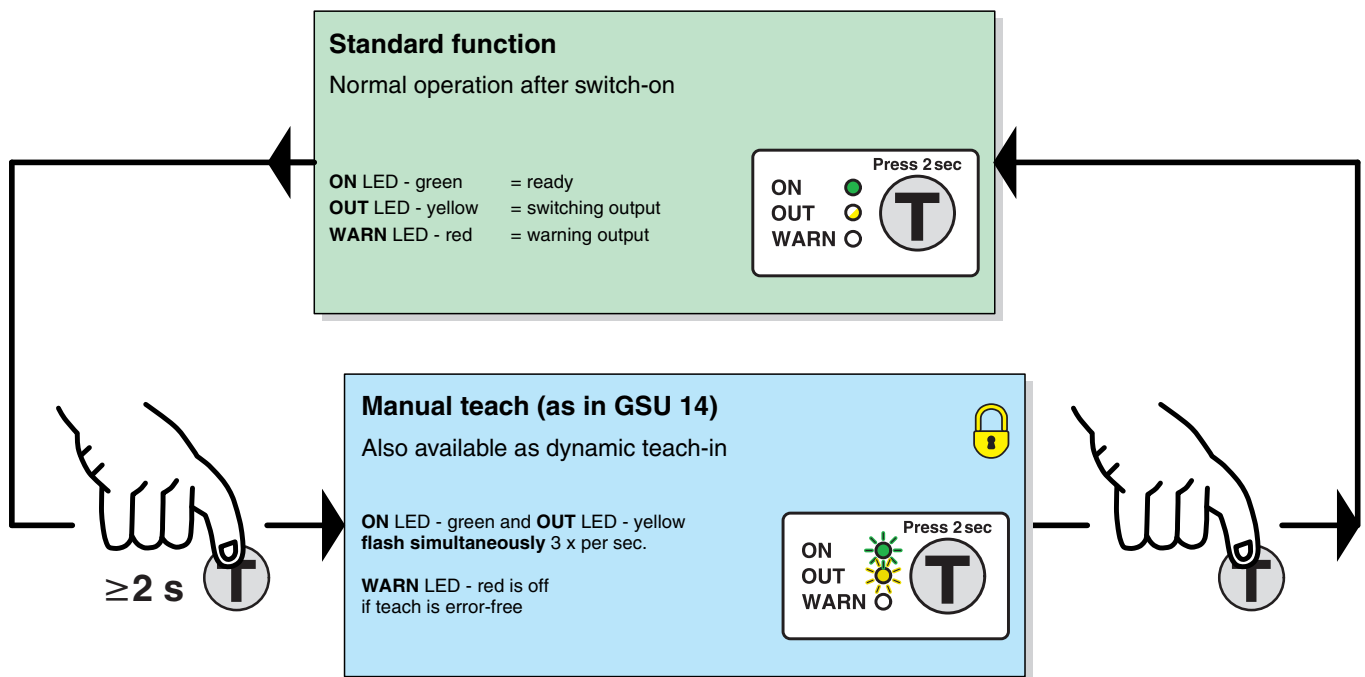 Standard function
Normal operation after switch-on
ON LED - green = ready
OUT LED - yellow = switching output
WARN LED - red = warning output
Press 2 sec
ON
OUT
WARN
T
Manual teach (as in GSU 14)
Also available as dynamic teach-in
ON LED - green and OUT LED - yellow
flash simultaneously 3 x per sec.
WARN LED - red is off
if teach is error-free
Press 2 sec
ON
OUT
WARN
T
≥2 s
T
T